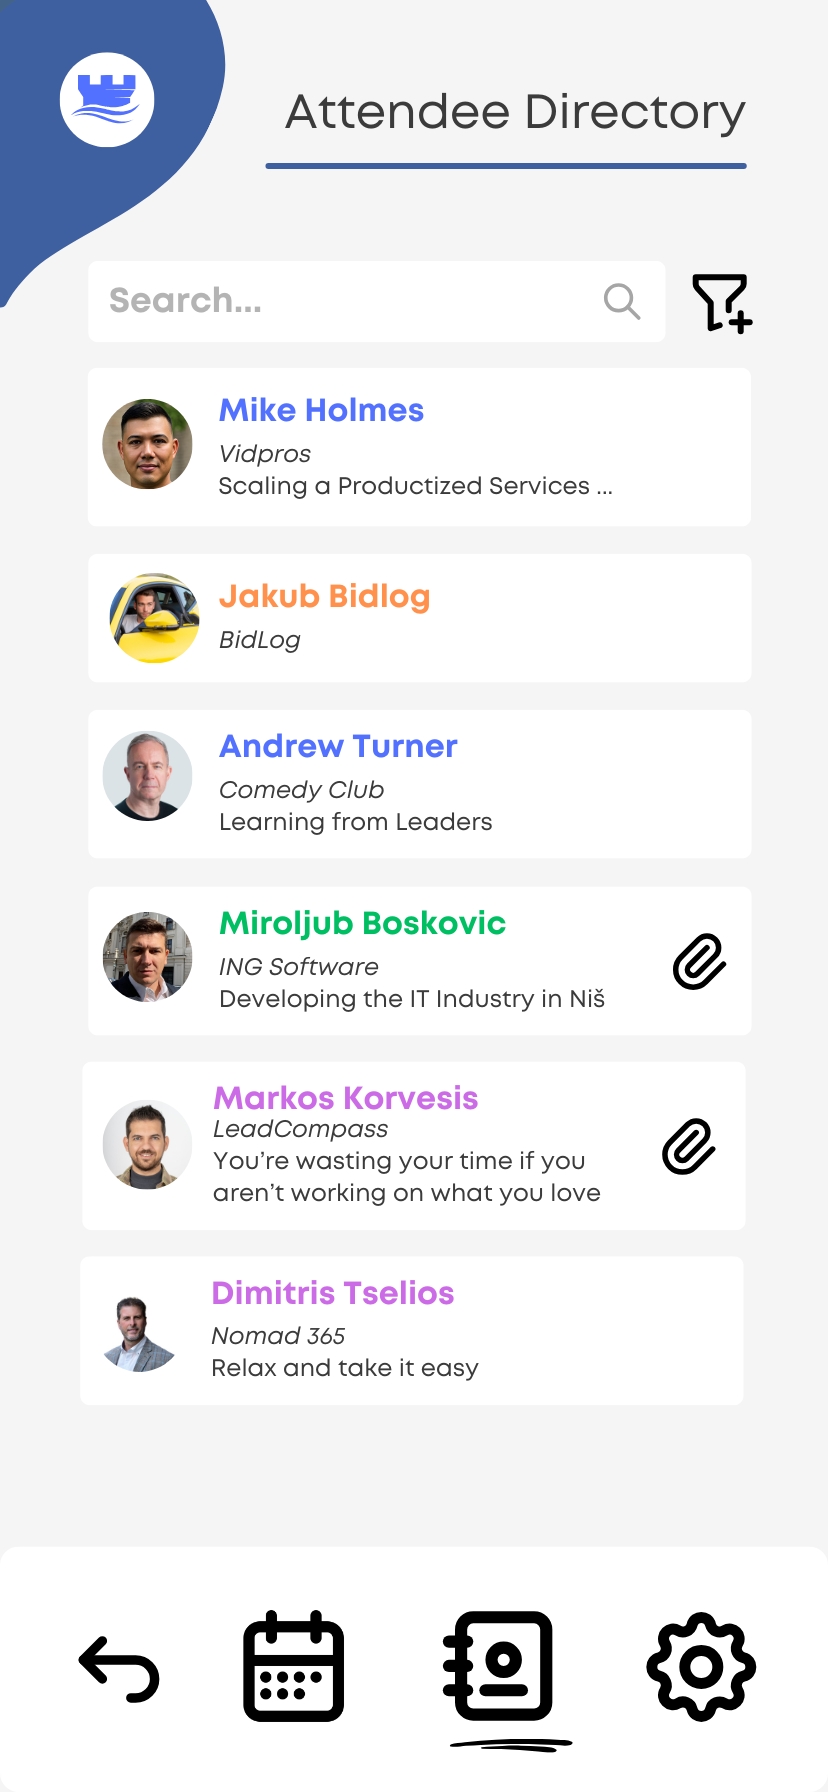 Attendee Directory
Search...
Mike Holmes
Vidpros
Scaling a Productized Services ...
Jakub Bidlog
BidLog
Andrew Turner
Comedy Club
Learning from Leaders
Miroljub Boskovic
ING Software
Developing the IT Industry in Niš
Markos Korvesis
LeadCompass
You’re wasting your time if you
aren’t working on what you love
Dimitris Tselios
Nomad 365
Relax and take it easy